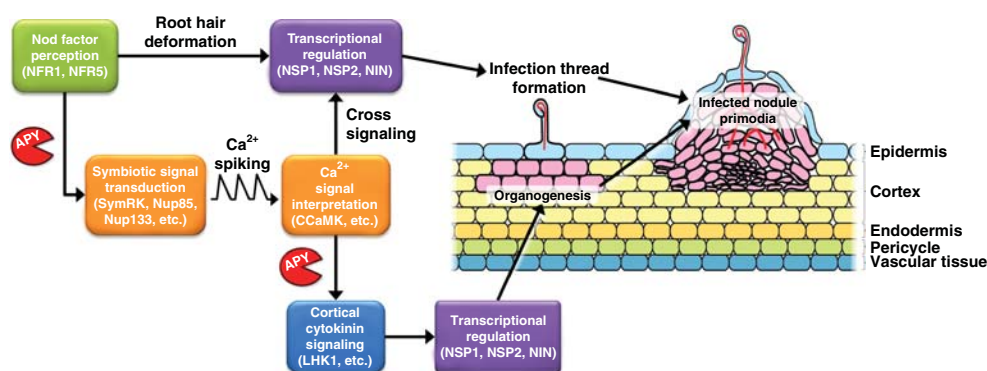 Nod factor
perception
(NFR1, NFR5)
Root hair
deformation
Transcriptional
regulation
(NSP1, NSP2, NIN)
Infection thread
formation
Infected nodule
primodia
APY
Symbiotic signal
transduction
(SymRK, Nup85,
Nup133, etc.)
Ca2+
spiking
Ca2+
signal
interpretation
(CCaMK, etc.)
Cross
signaling
Organogenesis
Epidermis
Cortex
Endodermis
Pericycle
Vascular tissue
APY
Cortical
cytokinin
signaling
(LHK1, etc.)
Transcriptional
regulation
(NSP1, NSP2, NIN)